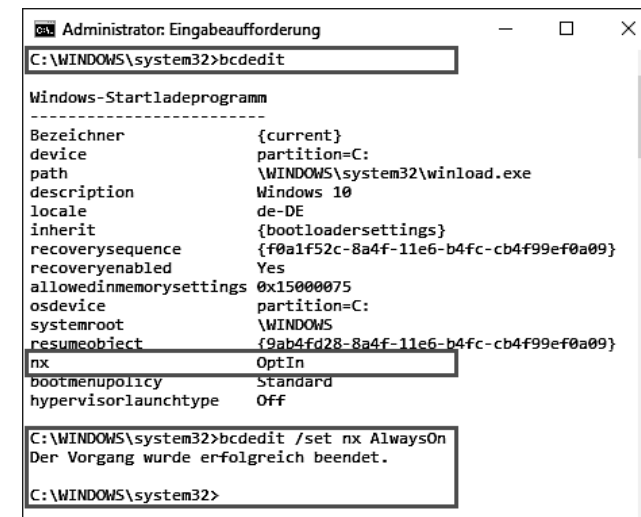 Administrator: Eingabeaufforderung
C:\WINDOWS\system32>bcdedit
Windows-Startladeprogramm
-------------------------
Bezeichner {current}
device partition=C:
path \WINDOWS\system32\winload.exe
description Windows 10
locale de-DE
inherit {bootloadersettings}
recoverysequence {f0a1f52c-8a4f-11e6-b4fc-cb4f99ef0a09}
recoveryenabled Yes
allowedinmemorysettings 0x15000075
osdevice partition=C:
systemroot \WINDOWS
resumeobject {9ab4fd28-8a4f-11e6-b4fc-cb4f99ef0a09}
nx OptIn
bootmenupolicy Standard
hypervisorlaunchtype Off
C:\WINDOWS\system32>bcdedit /set nx AlwaysOn
Der Vorgang wurde erfolgreich beendet.
C:\WINDOWS\system32>